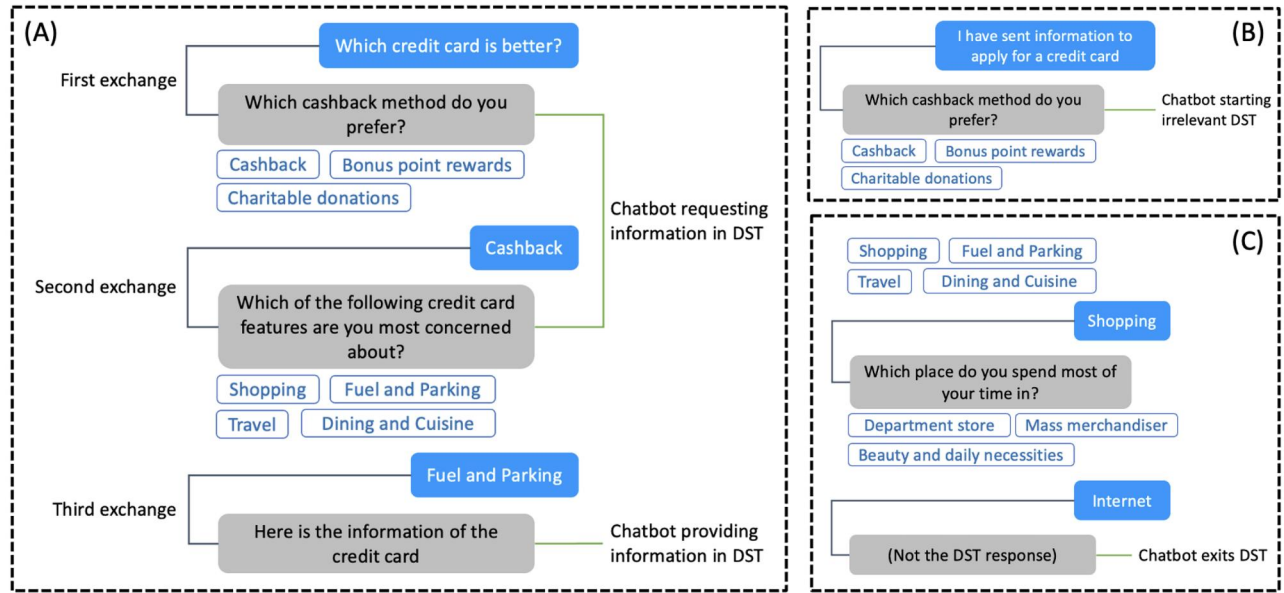 (A)
Which credit card is better?
First exchange
Which cashback method do you
prefer?
Cashback
Bonus point rewards
Charitable donations
Chatbot requesting
information in DST
Cashback
Second exchange
Which of the following credit card
features are you most concerned
about?
Shopping
Fuel and Parking
Travel
Dining and Cuisine
Fuel and Parking
Third exchange
Here is the information of the
credit card
Chatbot providing
information in DST
(B)
I have sent information to
apply for a credit card
Which cashback method do you
prefer?
Chatbot starting
irrelevant DST
Cashback
Bonus point rewards
Charitable donations
(C)
Shopping
Fuel and Parking
Travel
Dining and Cuisine
Shopping
Which place do you spend most of
your time in?
Department store
Mass merchandiser
Beauty and daily necessities
Internet
(Not the DST response)
Chatbot exits DST